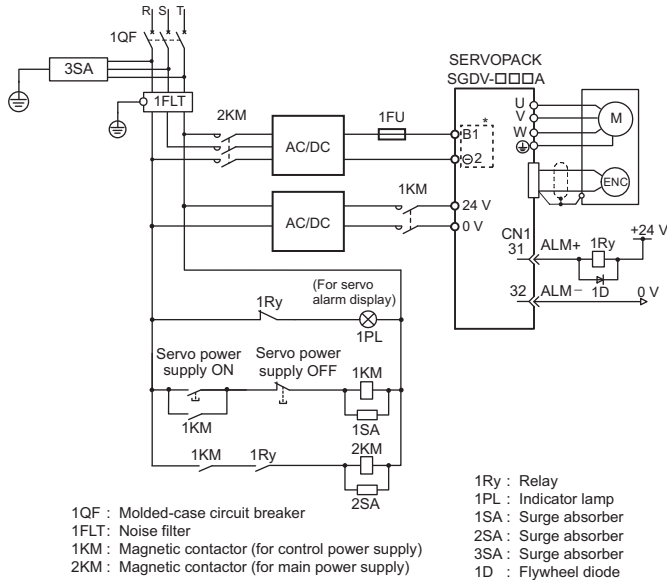 R S T
1QF
3SA
1FLT
2KM
AC/DC
1FU
SERVOPACK
SGDV-□□□A
B1
*
⊖2
U
V
W
M
ENC
AC/DC
1KM
24 V
0 V
CN1
31
ALM+
1Ry
+24 V
32
ALM−
1D
0 V
(For servo
alarm display)
1Ry
1PL
Servo power
supply ON
Servo power
supply OFF
1KM
1KM
1SA
1KM
1Ry
2KM
2SA
1QF : Molded-case circuit breaker
1FLT: Noise filter
1KM : Magnetic contactor (for control power supply)
2KM : Magnetic contactor (for main power supply)
1Ry : Relay
1PL : Indicator lamp
1SA : Surge absorber
2SA : Surge absorber
3SA : Surge absorber
1D : Flywheel diode